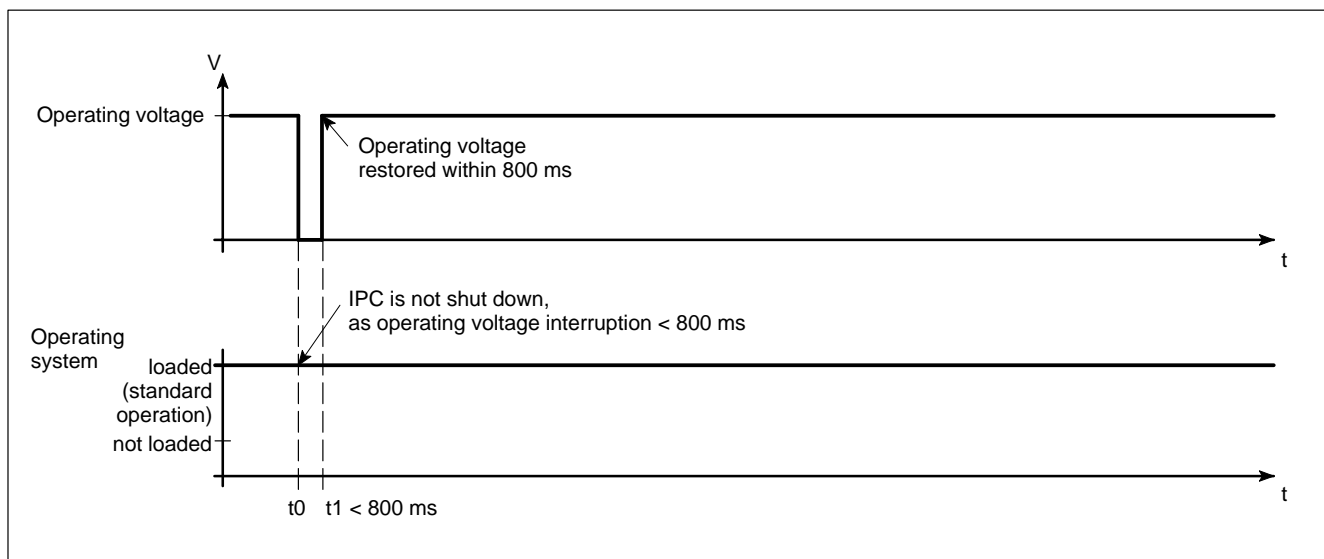 V
Operating voltage
Operating voltage
restored within 800 ms
t
IPC is not shut down,
as operating voltage interruption < 800 ms
Operating
system
loaded
(standard
operation)
not loaded
t
t0
t1 < 800 ms